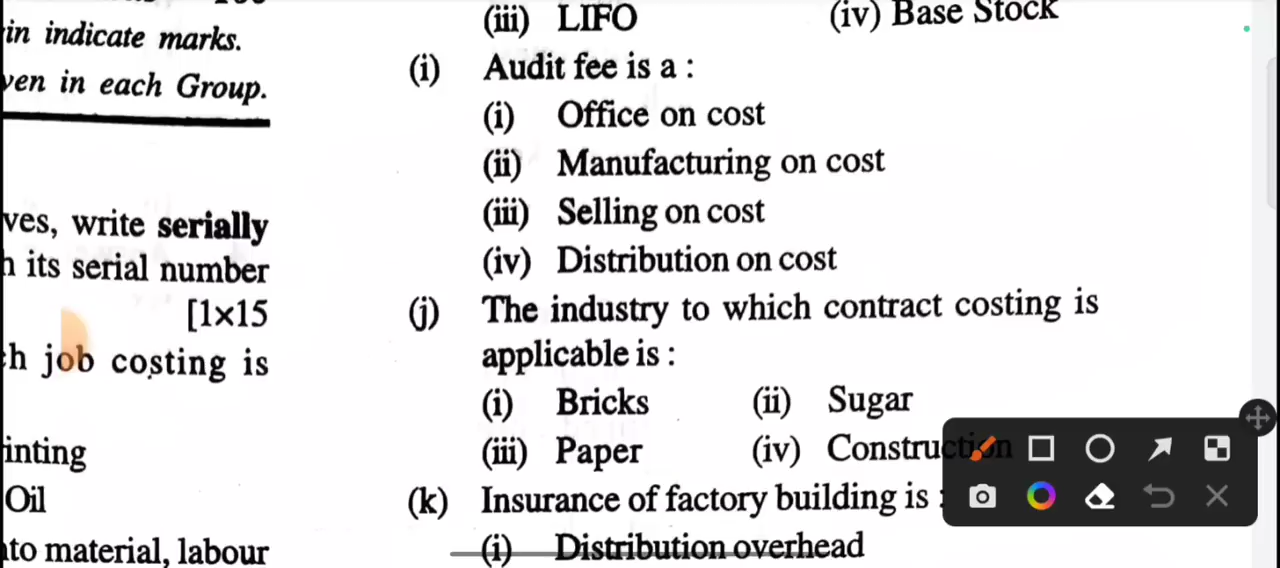 in indicate marks.
ven in each Group.
ves, write serially
its serial number
[1×15
job costing is
inting
Oil
to material, labour
(iii) LIFO (iv) Base Stock
(i) Audit fee is a :
(i) Office on cost
(ii) Manufacturing on cost
(iii) Selling on cost
(iv) Distribution on cost
(j) The industry to which contract costing is
applicable is :
(i) Bricks (ii) Sugar
(iii) Paper (iv) Construction
(k) Insurance of factory building is :
(i) Distribution overhead